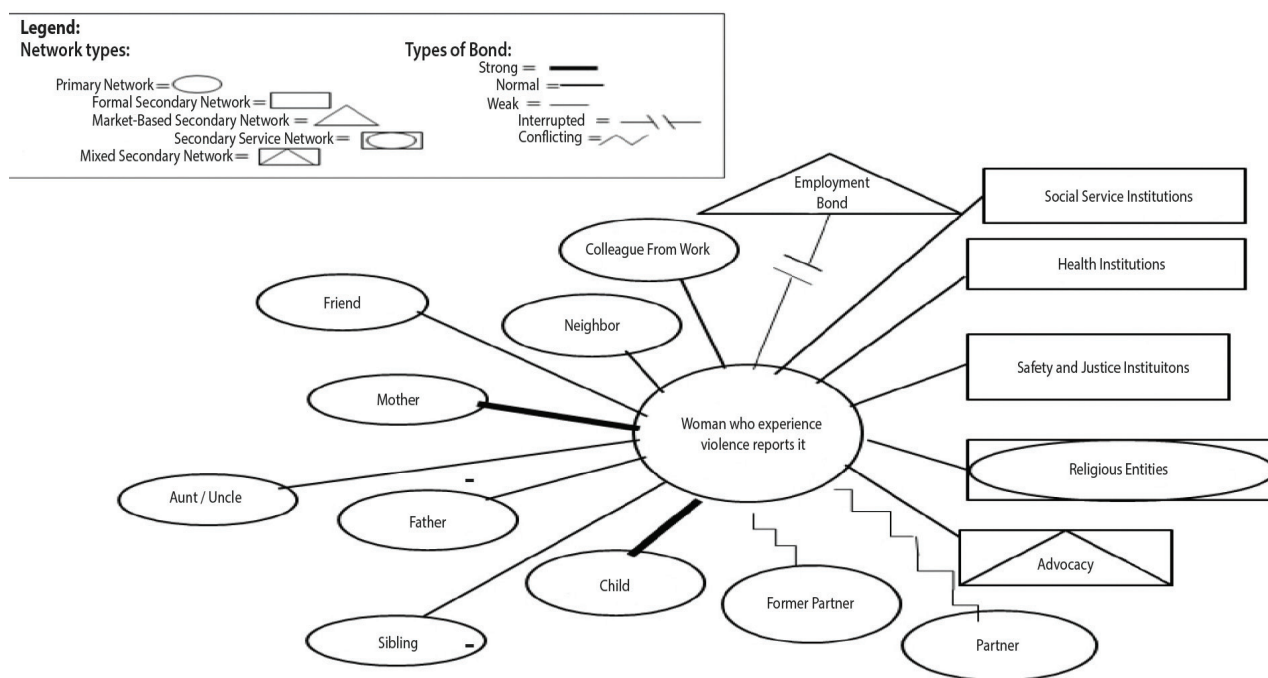 Legend:
Network types:
Primary Network =
Formal Secondary Network =
Market-Based Secondary Network =
Secondary Service Network =
Mixed Secondary Network =
Types of Bond:
Strong =
Normal =
Weak =
Interrupted =
Conflicting =
Employment
Bond
Social Service Institutions
Colleague From Work
Health Institutions
Friend
Neighbor
Safety and Justice Instituitons
Mother
Woman who experience
violence reports it
Religious Entities
Aunt / Uncle
Father
Advocacy
Child
Former Partner
Sibling
Partner